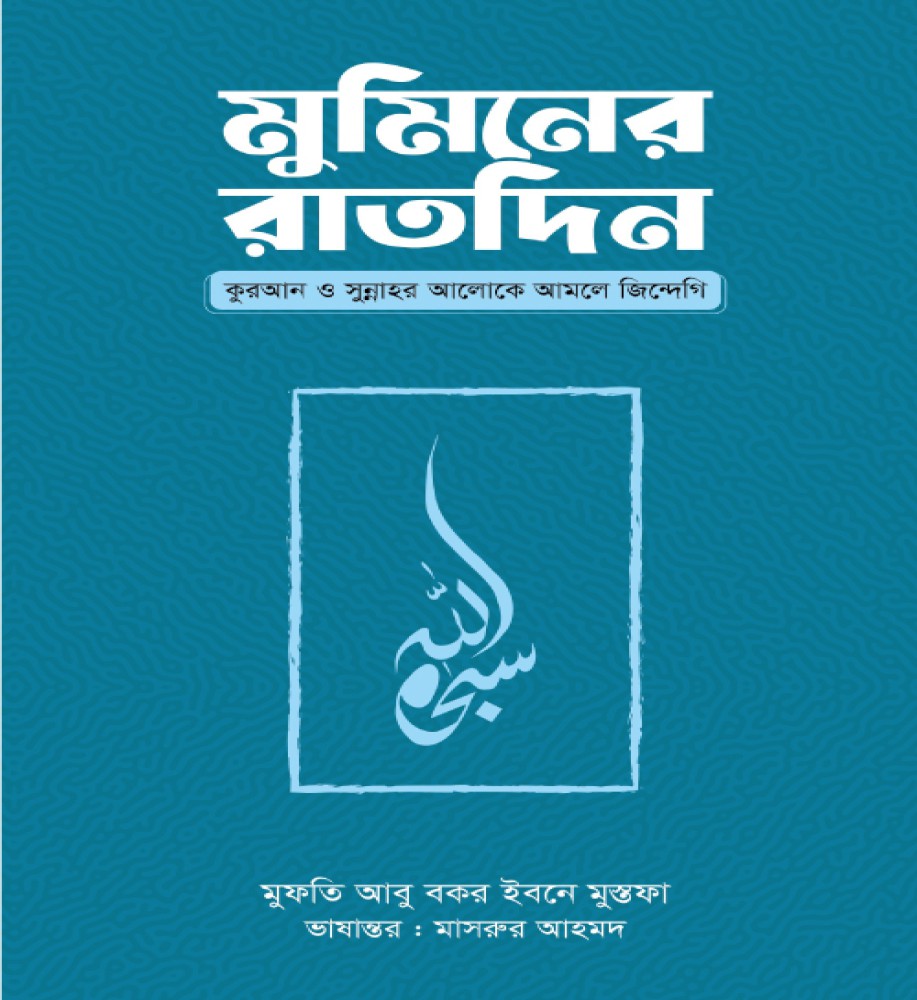 মুমিনের
রাতদিন
কুরআন ও সুন্নাহর আলোকে আমলে জিন্দেগি
سبحان الله
মুফতি আবু বকর ইবনে মুস্তফা
ভাষান্তর : মাসরুর আহমদ